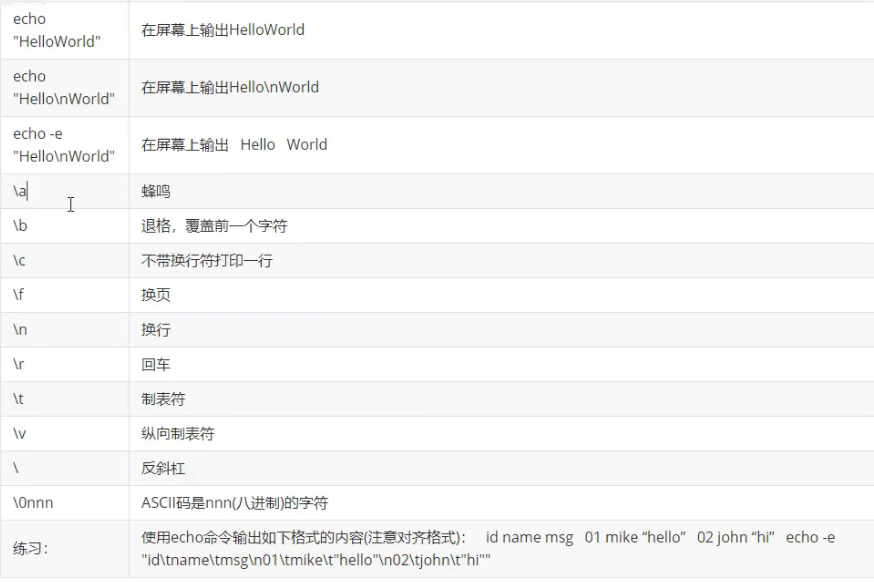 echo
"HelloWorld"
在屏幕上输出HelloWorld
echo
"Hello\nWorld"
在屏幕上输出Hello\nWorld
echo -e
"Hello\nWorld"
在屏幕上输出 Hello World
\a
蜂鸣
\b
退格，覆盖前一个字符
\c
不带换行符打印一行
\f
换页
\n
换行
\r
回车
\t
制表符
\v
纵向制表符
\
反斜杠
\0nnn
ASCII码是nnn(八进制)的字符
练习：
使用echo命令输出如下格式的内容(注意对齐格式)： id name msg 01 mike “hello” 02 john “hi” echo -e
"id\tname\tmsg\n01\tmike\t"hello"\n02\tjohn\t"hi""